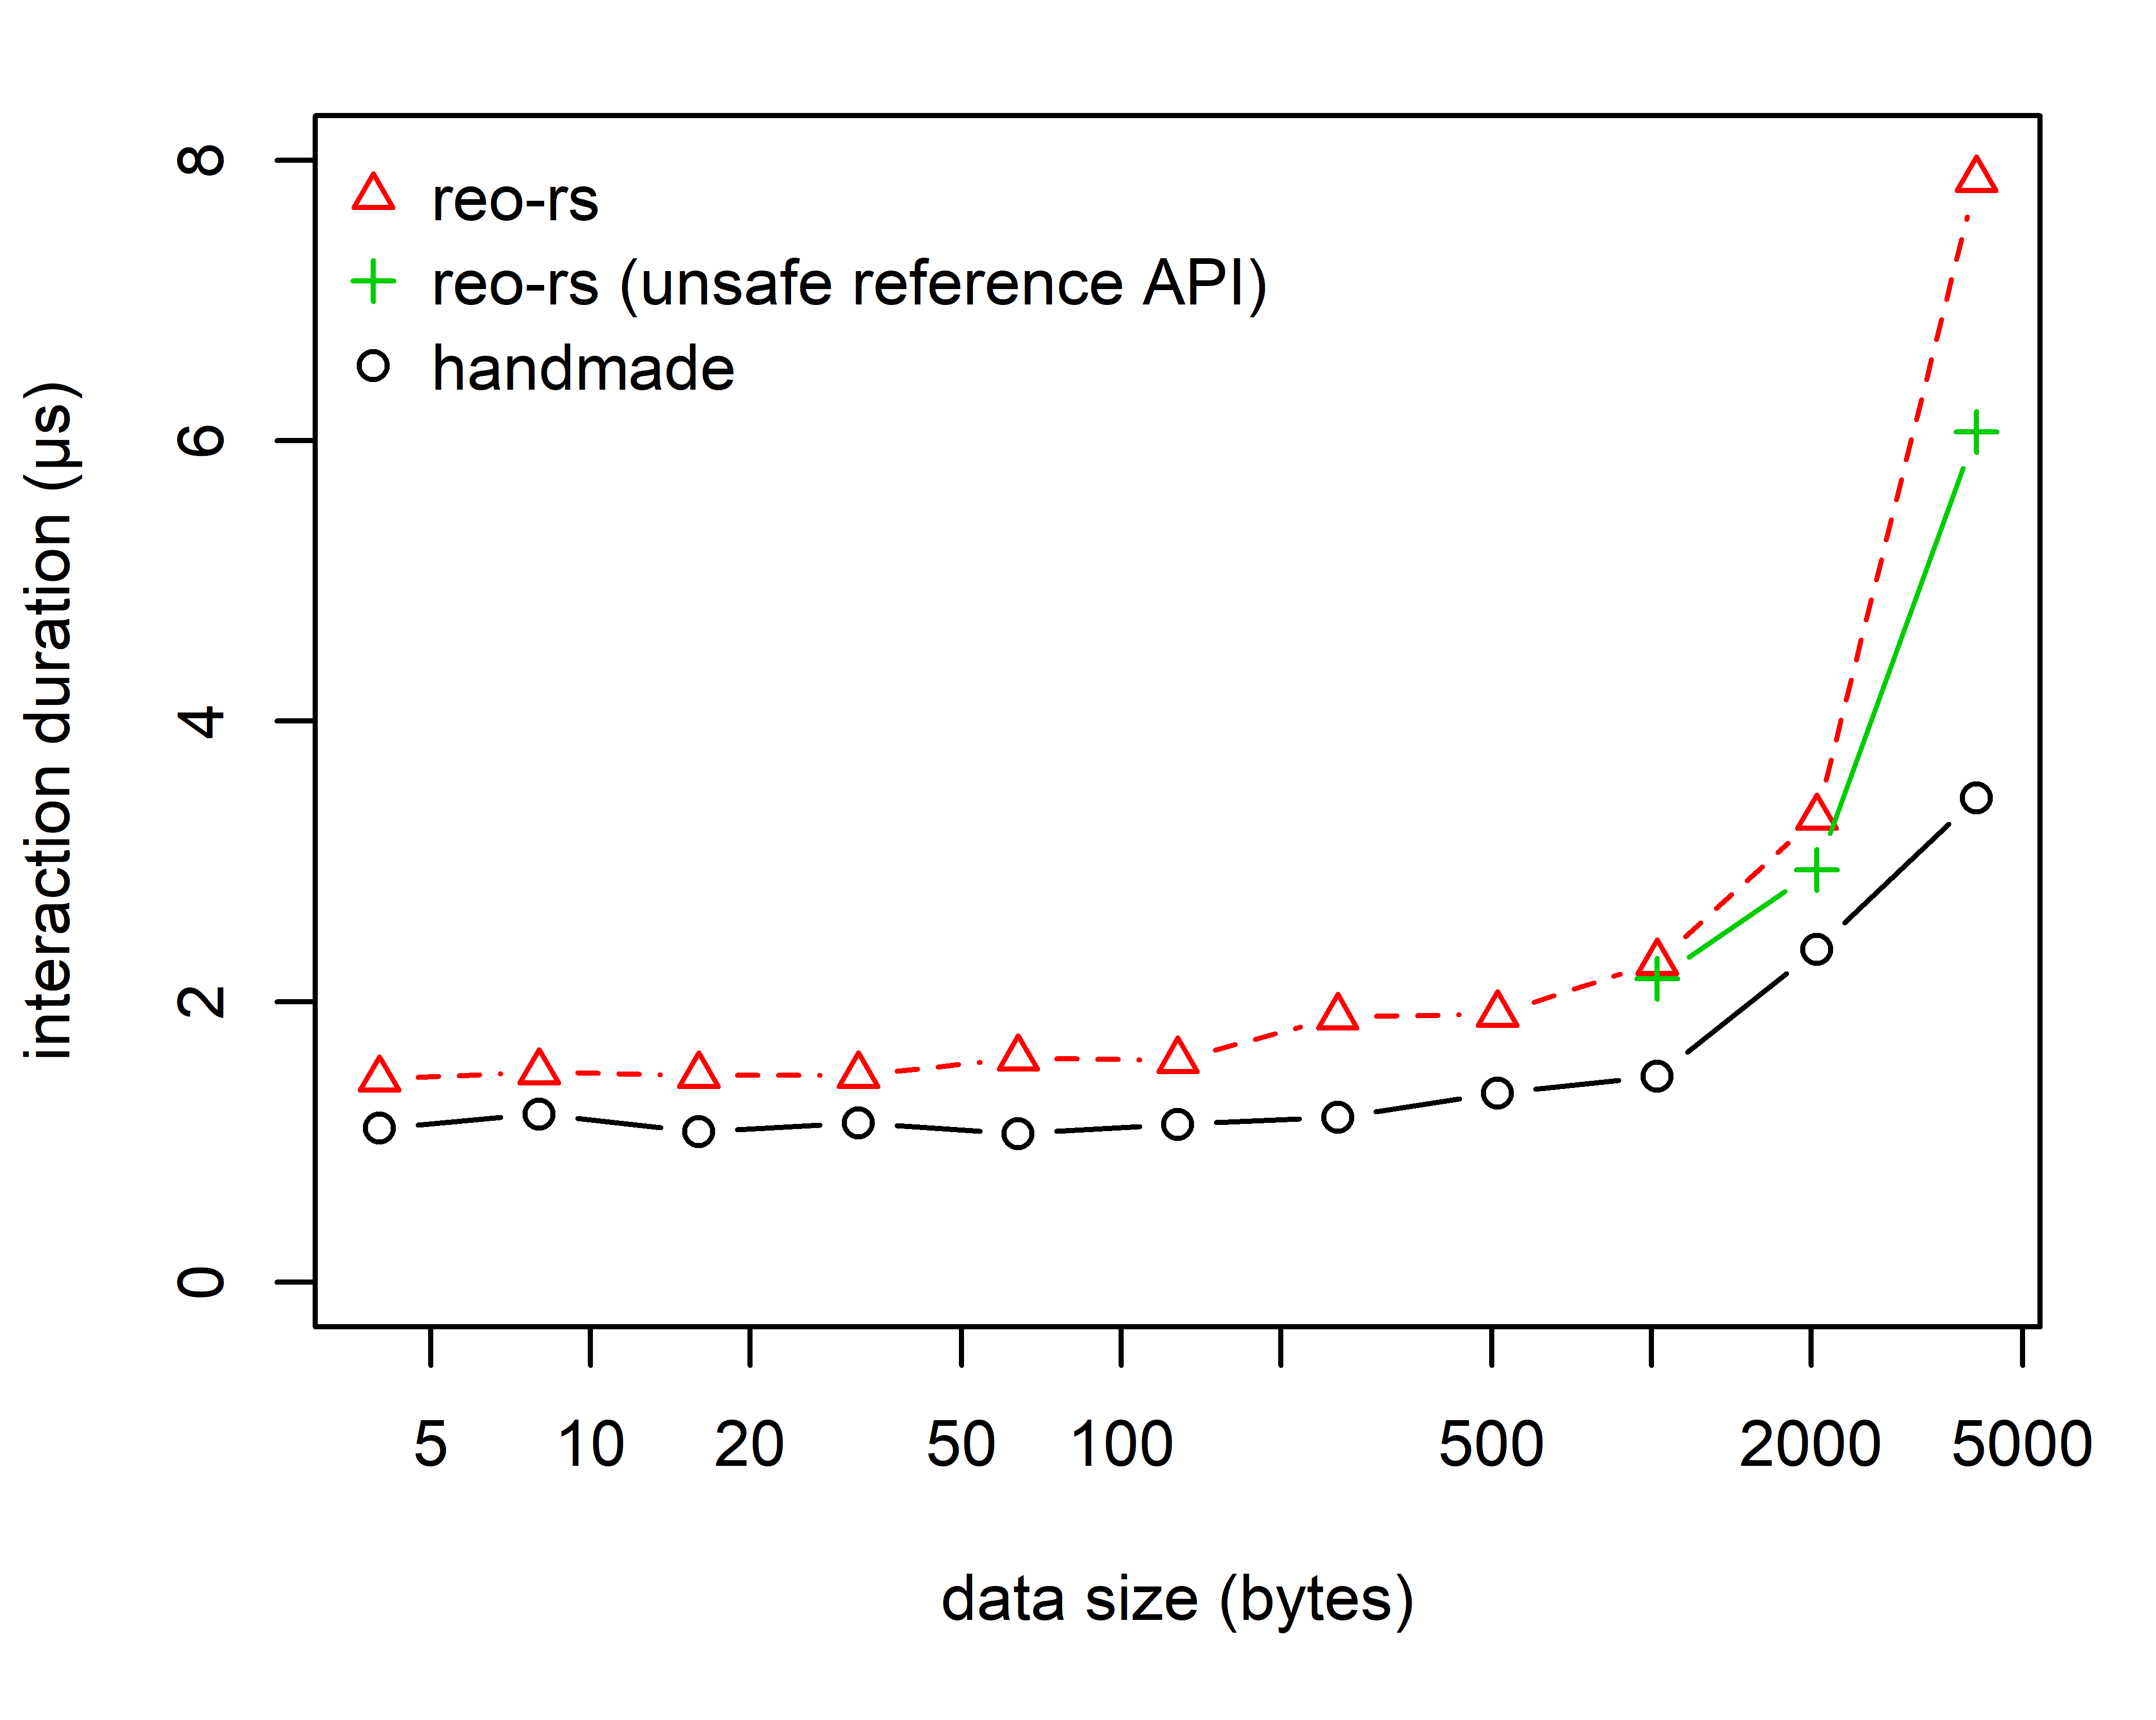 reo-rs
reo-rs (unsafe reference API)
handmade
interaction duration (µs)
8
6
4
2
0
5 10 20 50 100 500 2000 5000
data size (bytes)